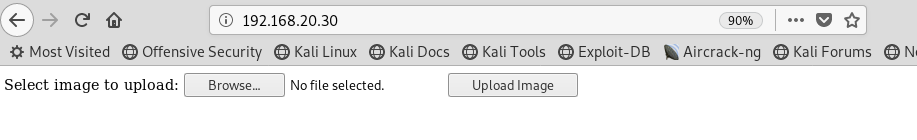 192.168.20.30 90%
Most Visited Offensive Security Kali Linux Kali Docs Kali Tools Exploit-DB Aircrack-ng Kali Forums
Select image to upload: Browse... No file selected. Upload Image